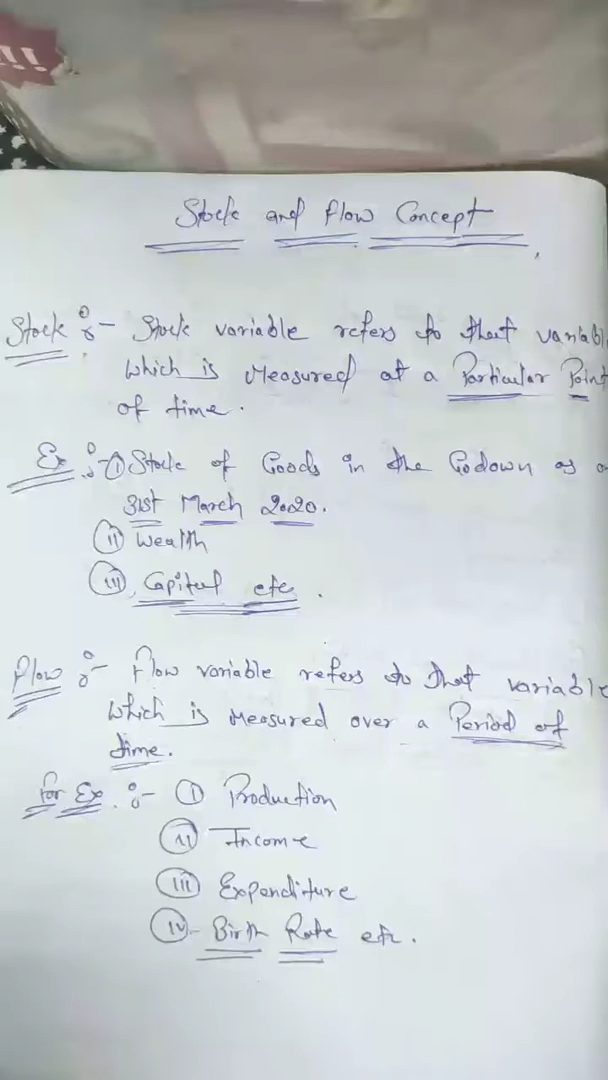 !!!
Stock and Flow Concept
Stock :- Stock variable refers to that variabl
which is Measured at a Particular Point
of time.
Ex :- (i) Stock of Goods in the Godown as o
31st March 2020.
(ii) Wealth
(iii) Capital etc.
Flow :- Flow variable refers to that variable
which is Measured over a Period of
time.
For Ex :- (i) Production
(ii) Income
(iii) Expenditure
(iv) Birth Rate etc.